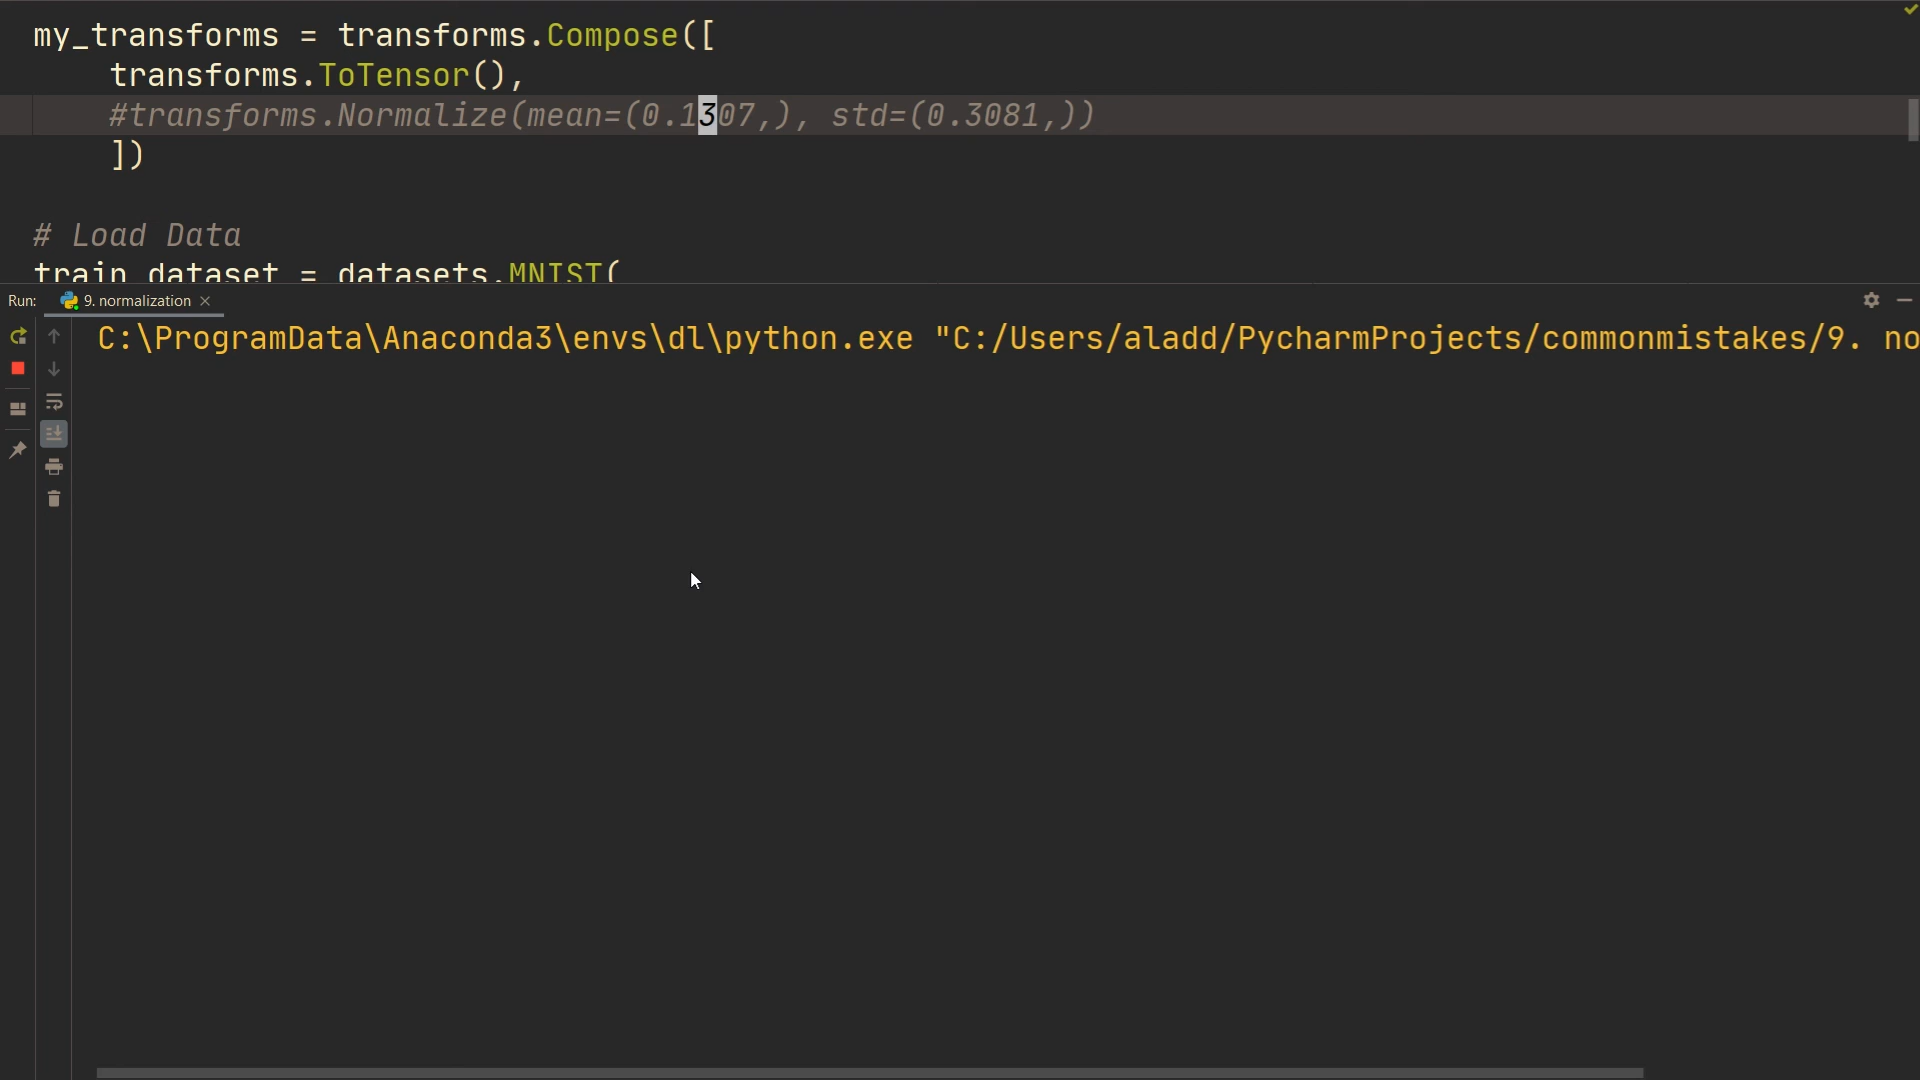 my_transforms = transforms.Compose([
    transforms.ToTensor(),
    #transforms.Normalize(mean=(0.1307,), std=(0.3081,))
    ])
# Load Data
train_dataset = datasets.MNIST(
Run: 9. normalization
C:\ProgramData\Anaconda3\envs\dl\python.exe "C:/Users/aladd/PycharmProjects/commonmistakes/9. no